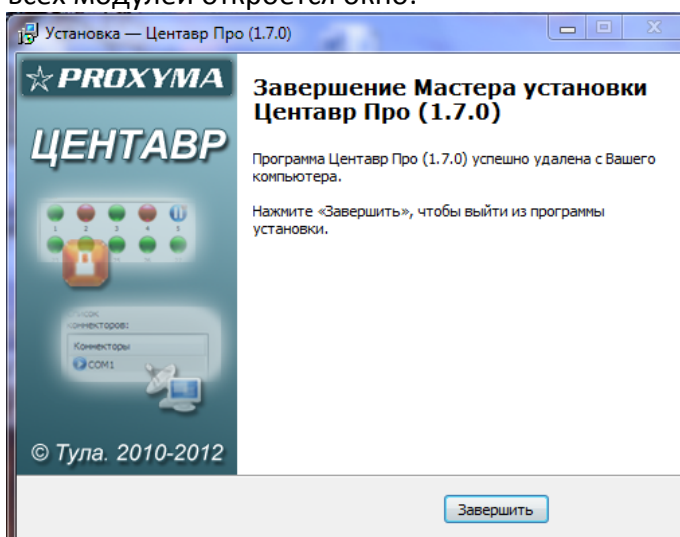 всех модулей откроется окно:
Установка — Центавр Про (1.7.0)
PROXYMA
ЦЕНТАВР
1 2 3 4 5
коннекторов:
Коннекторы
COM1
© Тула. 2010-2012
Завершение Мастера установки
Центавр Про (1.7.0)
Программа Центавр Про (1.7.0) успешно удалена с Вашего
компьютера.
Нажмите «Завершить», чтобы выйти из программы
установки.
Завершить